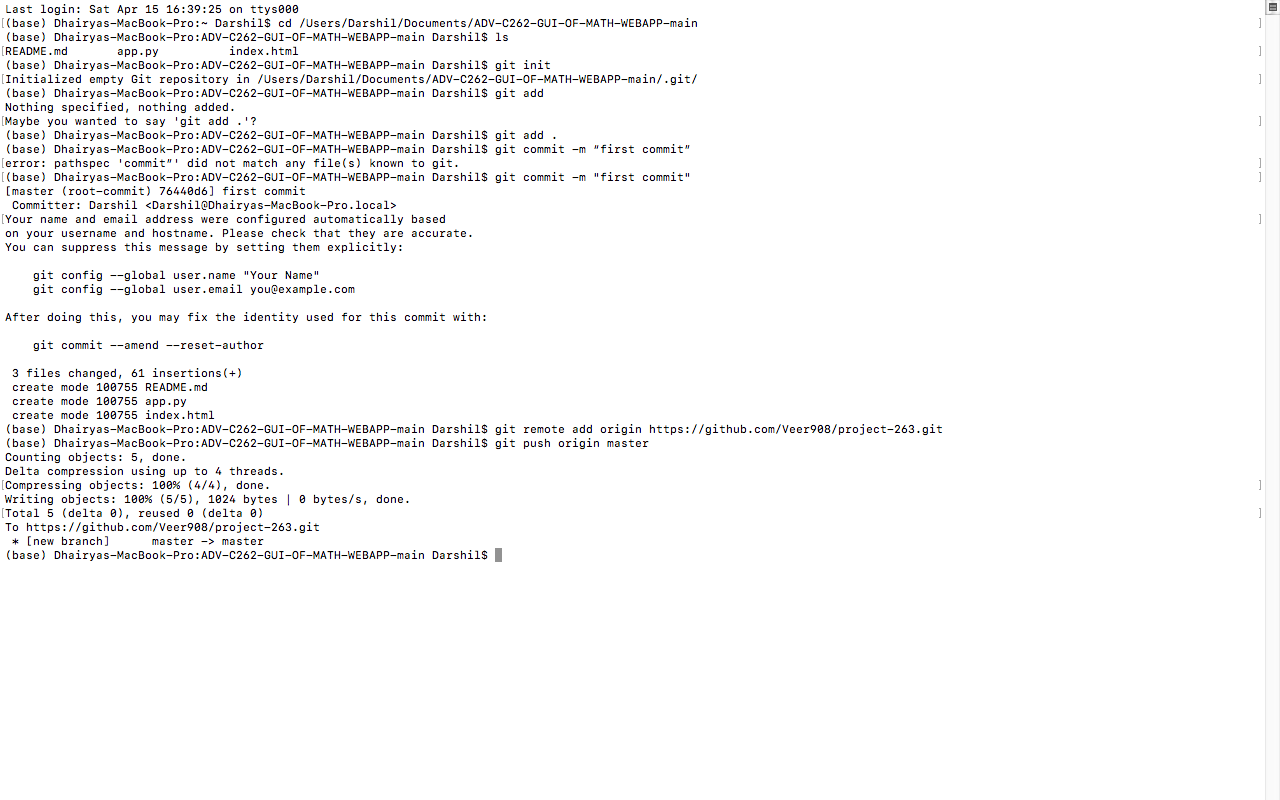 Last login: Sat Apr 15 16:39:25 on ttys000
[(base) Dhairyas-MacBook-Pro:~ Darshil$ cd /Users/Darshil/Documents/ADV-C262-GUI-OF-MATH-WEBAPP-main ]
(base) Dhairyas-MacBook-Pro:ADV-C262-GUI-OF-MATH-WEBAPP-main Darshil$ ls
[README.md       app.py          index.html ]
(base) Dhairyas-MacBook-Pro:ADV-C262-GUI-OF-MATH-WEBAPP-main Darshil$ git init
[Initialized empty Git repository in /Users/Darshil/Documents/ADV-C262-GUI-OF-MATH-WEBAPP-main/.git/ ]
(base) Dhairyas-MacBook-Pro:ADV-C262-GUI-OF-MATH-WEBAPP-main Darshil$ git add
Nothing specified, nothing added.
[Maybe you wanted to say 'git add .'? ]
(base) Dhairyas-MacBook-Pro:ADV-C262-GUI-OF-MATH-WEBAPP-main Darshil$ git add .
(base) Dhairyas-MacBook-Pro:ADV-C262-GUI-OF-MATH-WEBAPP-main Darshil$ git commit -m “first commit”
[error: pathspec 'commit”' did not match any file(s) known to git. ]
[(base) Dhairyas-MacBook-Pro:ADV-C262-GUI-OF-MATH-WEBAPP-main Darshil$ git commit -m "first commit" ]
[master (root-commit) 76440d6] first commit
 Committer: Darshil <Darshil@Dhairyas-MacBook-Pro.local>
[Your name and email address were configured automatically based ]
on your username and hostname. Please check that they are accurate.
You can suppress this message by setting them explicitly:
    git config --global user.name "Your Name"
    git config --global user.email you@example.com
After doing this, you may fix the identity used for this commit with:
    git commit --amend --reset-author
 3 files changed, 61 insertions(+)
 create mode 100755 README.md
 create mode 100755 app.py
 create mode 100755 index.html
(base) Dhairyas-MacBook-Pro:ADV-C262-GUI-OF-MATH-WEBAPP-main Darshil$ git remote add origin https://github.com/Veer908/project-263.git
(base) Dhairyas-MacBook-Pro:ADV-C262-GUI-OF-MATH-WEBAPP-main Darshil$ git push origin master
Counting objects: 5, done.
Delta compression using up to 4 threads.
[Compressing objects: 100% (4/4), done. ]
Writing objects: 100% (5/5), 1024 bytes | 0 bytes/s, done.
[Total 5 (delta 0), reused 0 (delta 0) ]
To https://github.com/Veer908/project-263.git
 * [new branch]      master -> master
(base) Dhairyas-MacBook-Pro:ADV-C262-GUI-OF-MATH-WEBAPP-main Darshil$